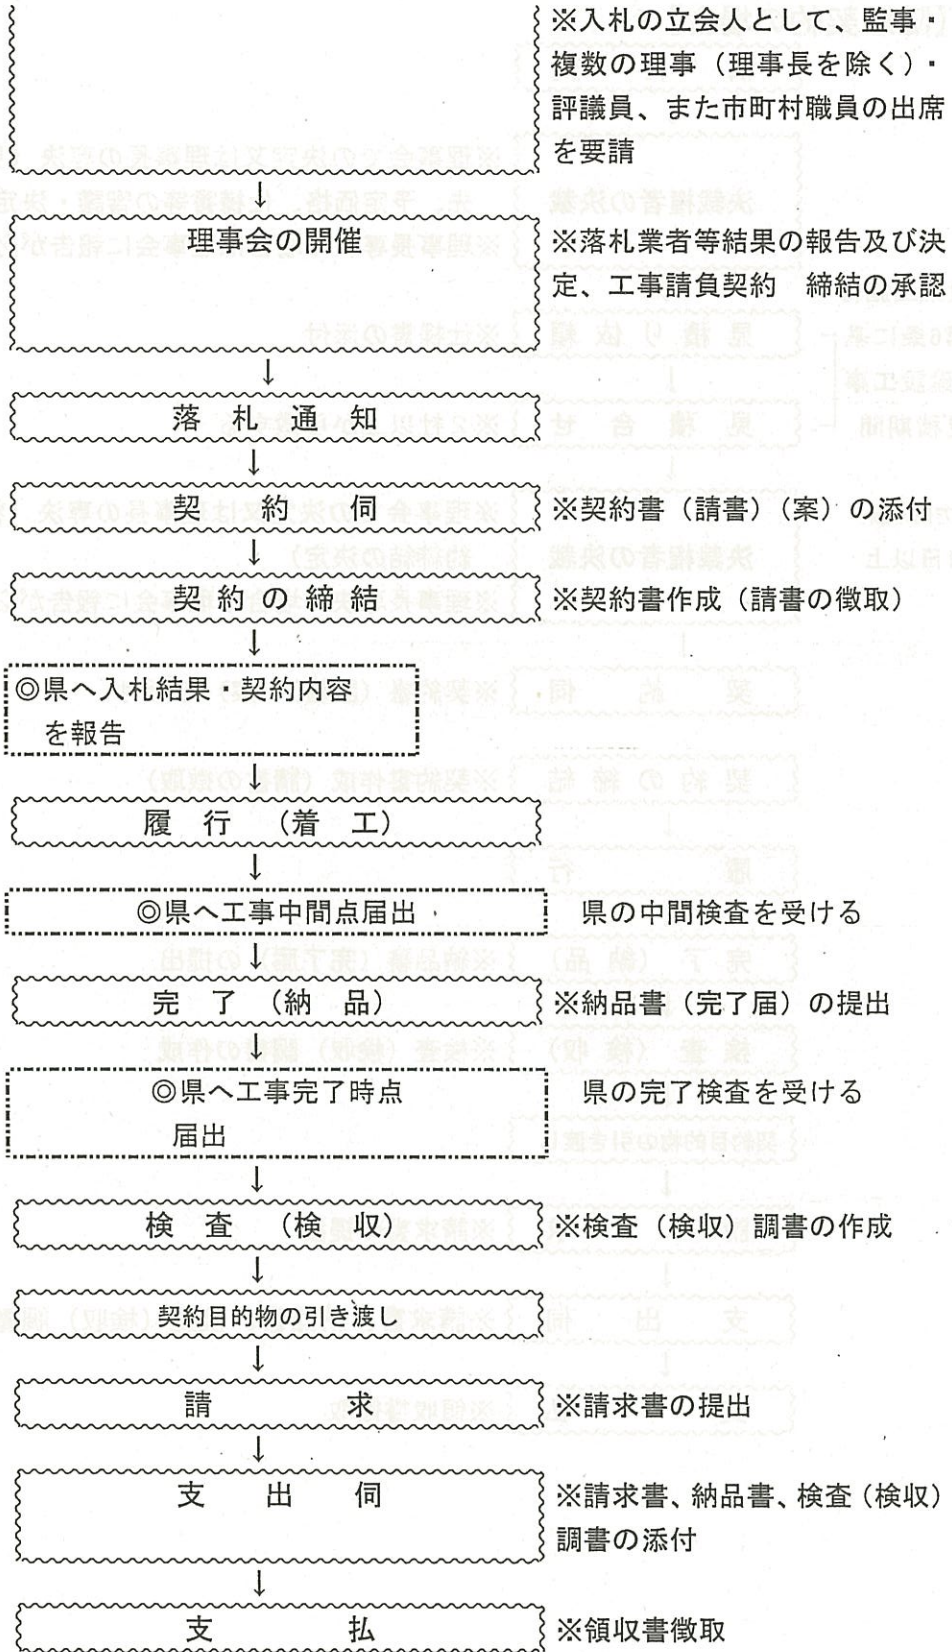 ※入札の立会人として、監事・
複数の理事（理事長を除く）・
評議員、また市町村職員の出席
を要請
↓
理事会の開催
※落札業者等結果の報告及び決
定、工事請負契約　締結の承認
↓
落　札　通　知
↓
契　　約　　伺
※契約書（請書）（案）の添付
↓
契 約 の 締 結
※契約書作成（請書の徴取）
↓
◎県へ入札結果・契約内容
を報告
↓
履　行　（着　工）
↓
◎県へ工事中間点届出
県の中間検査を受ける
↓
完　了　（納　品）
※納品書（完了届）の提出
↓
◎県へ工事完了時点
届出
県の完了検査を受ける
↓
検　査　（検　収）
※検査（検収）調書の作成
↓
契約目的物の引き渡し
↓
請　　　　求
※請求書の提出
↓
支　　出　　伺
※請求書、納品書、検査（検収）
調書の添付
↓
支　　　　払
※領収書徴取